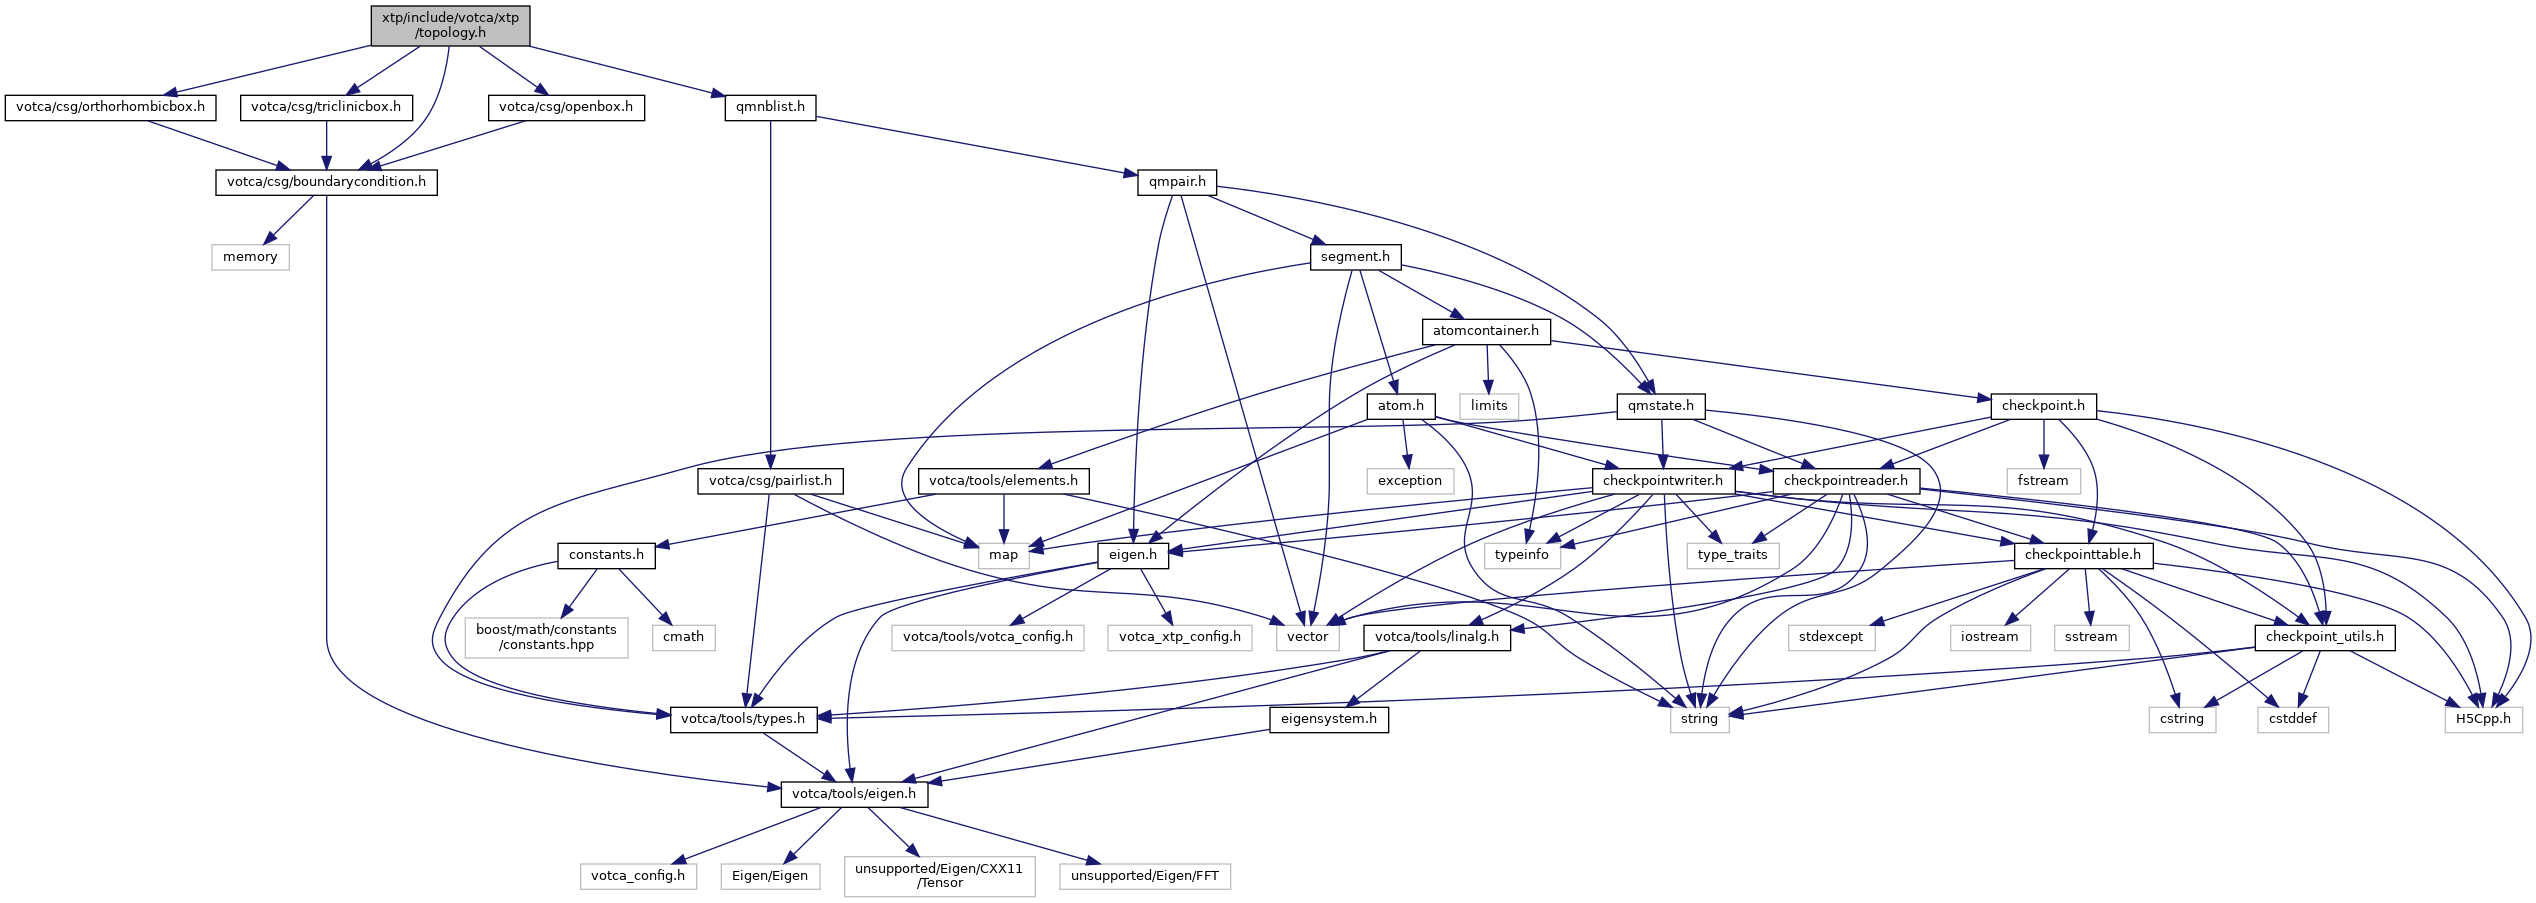 xtp/include/votca/xtp
/topology.h
votca/csg/orthorhombicbox.h
votca/csg/triclinicbox.h
votca/csg/openbox.h
qmnblist.h
votca/csg/boundarycondition.h
qmpair.h
memory
segment.h
atomcontainer.h
atom.h
limits
qmstate.h
checkpoint.h
votca/csg/pairlist.h
votca/tools/elements.h
exception
checkpointwriter.h
checkpointreader.h
fstream
constants.h
map
eigen.h
typeinfo
type_traits
checkpointtable.h
boost/math/constants
/constants.hpp
cmath
votca/tools/votca_config.h
votca_xtp_config.h
vector
votca/tools/linalg.h
stdexcept
iostream
sstream
checkpoint_utils.h
votca/tools/types.h
eigensystem.h
string
cstring
cstddef
H5Cpp.h
votca/tools/eigen.h
votca_config.h
Eigen/Eigen
unsupported/Eigen/CXX11
/Tensor
unsupported/Eigen/FFT